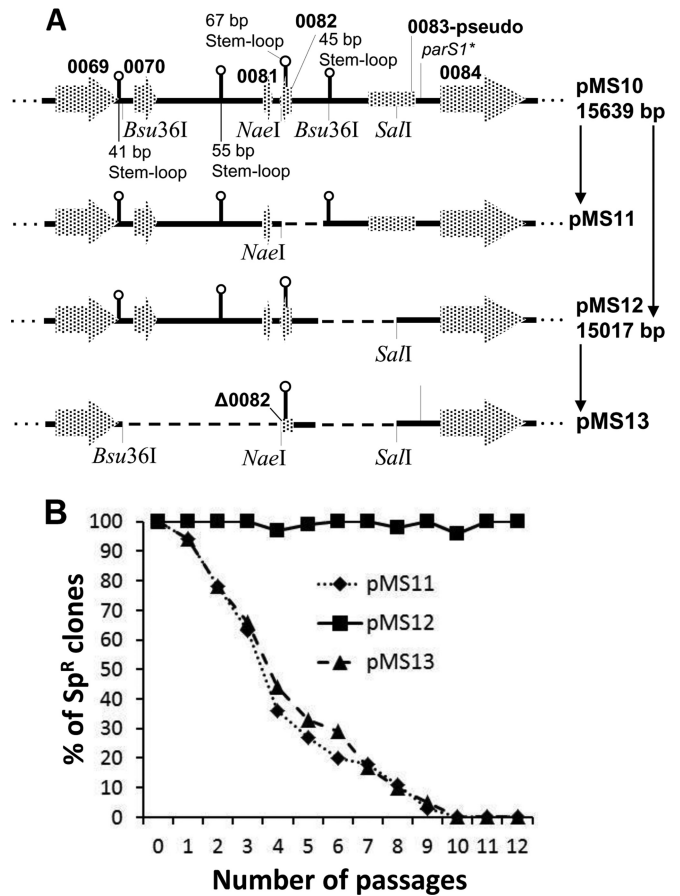 A
67 bp
Stem-loop
0082
45 bp
Stem-loop
0083-pseudo
parS1*
0069
0070
0081
0084
pMS10
15639 bp
Bsu36I
NaeI
Bsu36I
SalI
41 bp
Stem-loop
55 bp
Stem-loop
pMS11
NaeI
pMS12
15017 bp
SalI
Δ0082
pMS13
Bsu36I
NaeI
SalI
B
100
90
80
70
60
50
40
30
20
10
0
% of SpR clones
pMS11
pMS12
pMS13
0 1 2 3 4 5 6 7 8 9 10 11 12
Number of passages